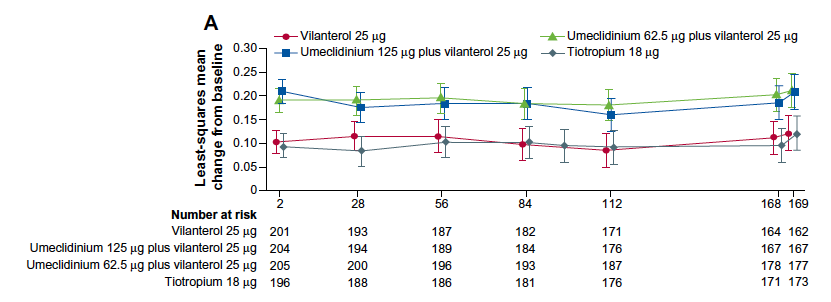 A
Vilanterol 25 µg
Umeclidinium 62.5 µg plus vilanterol 25 µg
Umeclidinium 125 µg plus vilanterol 25 µg
Tiotropium 18 µg
Least-squares mean
change from baseline
0.30
0.25
0.20
0.15
0.10
0.05
0
2 28 56 84 112 168 169
Number at risk
Vilanterol 25 µg 201 193 187 182 171 164 162
Umeclidinium 125 µg plus vilanterol 25 µg 204 194 189 184 176 167 167
Umeclidinium 62.5 µg plus vilanterol 25 µg 205 200 196 193 187 178 177
Tiotropium 18 µg 196 188 186 181 176 171 173